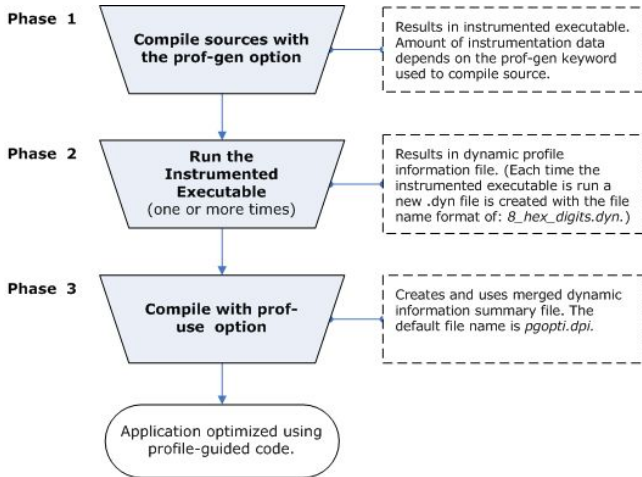 Phase 1
Compile sources with
the prof-gen option
Results in instrumented executable.
Amount of instrumentation data
depends on the prof-gen keyword
used to compile source.
Phase 2
Run the
Instrumented
Executable
(one or more times)
Results in dynamic profile
information file. (Each time the
instrumented executable is run a
new .dyn file is created with the file
name format of: 8_hex_digits.dyn.)
Phase 3
Compile with prof-
use option
Creates and uses merged dynamic
information summary file. The
default file name is pgopti.dpi.
Application optimized using
profile-guided code.